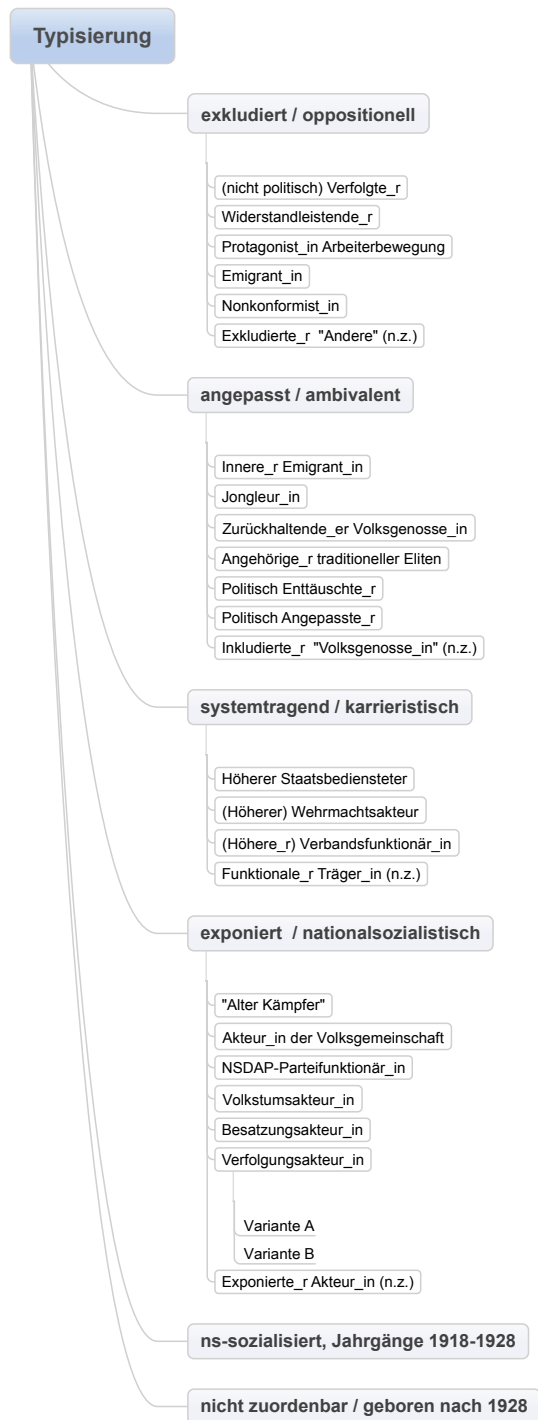 Typisierung
exkludiert / oppositionell
(nicht politisch) Verfolgte_r
Widerstandleistende_r
Protagonist_in Arbeiterbewegung
Emigrant_in
Nonkonformist_in
Exkludierte_r "Andere" (n.z.)
angepasst / ambivalent
Innere_r Emigrant_in
Jongleur_in
Zurückhaltende_er Volksgenosse_in
Angehörige_r traditioneller Eliten
Politisch Enttäuschte_r
Politisch Angepasste_r
Inkludierte_r "Volksgenosse_in" (n.z.)
systemtragend / karrieristisch
Höherer Staatsbediensteter
(Höherer) Wehrmachtsakteur
(Höhere_r) Verbandsfunktionär_in
Funktionale_r Träger_in (n.z.)
exponiert / nationalsozialistisch
"Alter Kämpfer"
Akteur_in der Volksgemeinschaft
NSDAP-Parteifunktionär_in
Volkstumsakteur_in
Besatzungsakteur_in
Verfolgungsakteur_in
Variante A
Variante B
Exponierte_r Akteur_in (n.z.)
ns-sozialisiert, Jahrgänge 1918-1928
nicht zuordenbar / geboren nach 1928